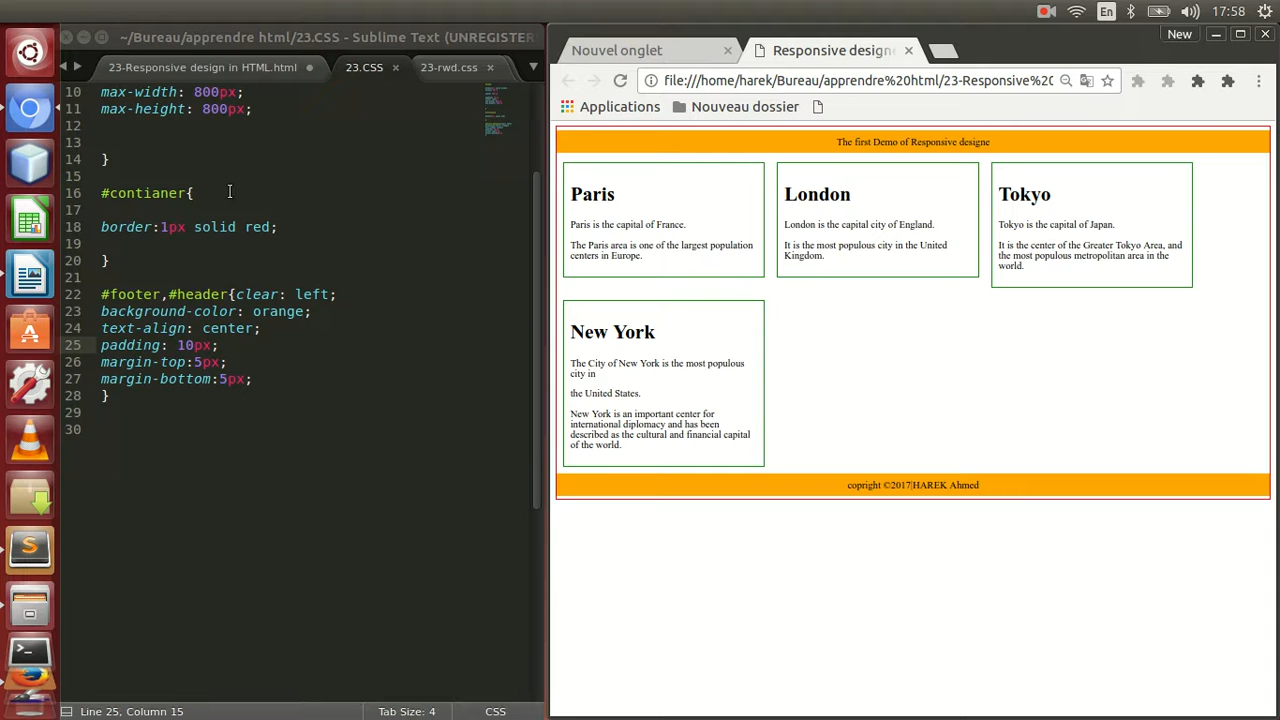 En
17:58
~/Bureau/apprendre html/23.CSS - Sublime Text (UNREGISTER
New
23-Responsive design in HTML.html
23.CSS
23-rwd.css
Nouvel onglet
Responsive designe
file:///home/harek/Bureau/apprendre%20html/23-Responsive%20
Applications
Nouveau dossier
10 max-width: 800px;
11 max-height: 800px;
12
13
14 }
15
16 #contianer{
17
18 border:1px solid red;
19
20 }
21
22 #footer,#header{clear: left;
23 background-color: orange;
24 text-align: center;
25 padding: 10px;
26 margin-top:5px;
27 margin-bottom:5px;
28 }
29
30
Line 25, Column 15
Tab Size: 4
CSS
The first Demo of Responsive designe
Paris
Paris is the capital of France.
The Paris area is one of the largest population
centers in Europe.
London
London is the capital city of England.
It is the most populous city in the United
Kingdom.
Tokyo
Tokyo is the capital of Japan.
It is the center of the Greater Tokyo Area, and
the most populous metropolitan area in the
world.
New York
The City of New York is the most populous
city in
the United States.
New York is an important center for
international diplomacy and has been
described as the cultural and financial capital
of the world.
copright ©2017|HAREK Ahmed